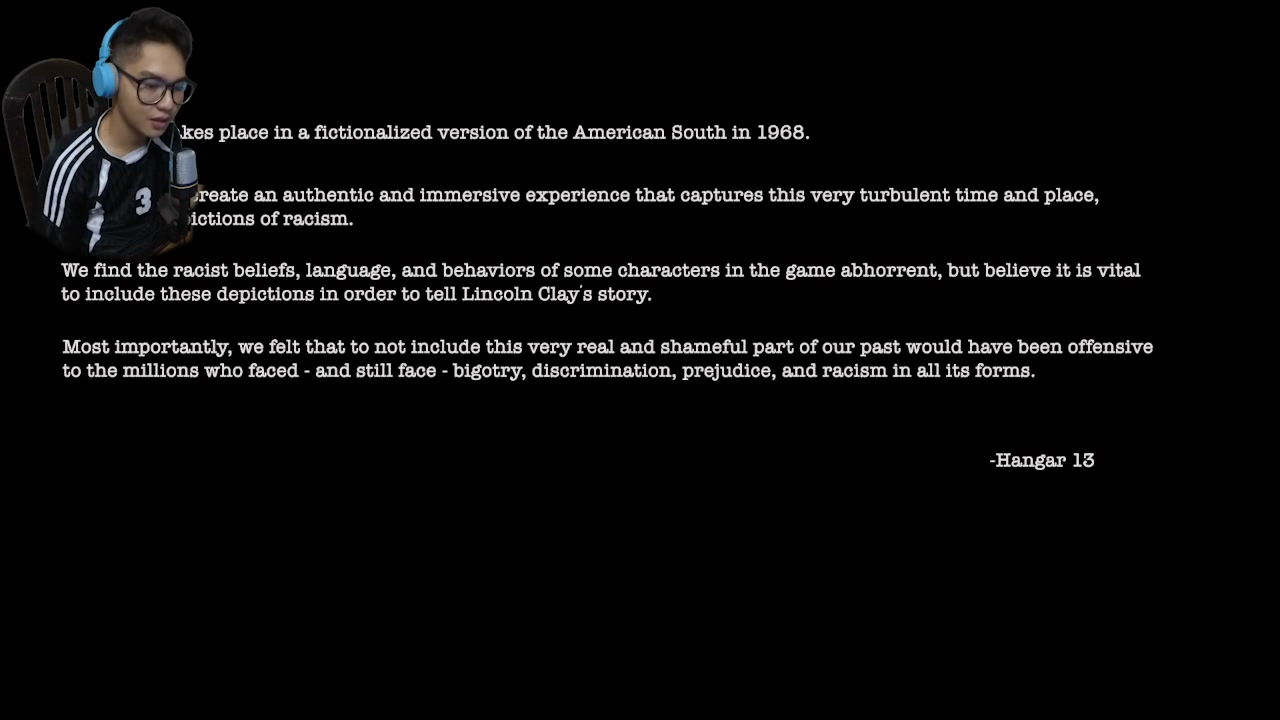 place in a fictionalized version of the American South in 1968.
an authentic and immersive experience that captures this very turbulent time and place,
of racism.
We find the racist beliefs, language, and behaviors of some characters in the game abhorrent, but believe it is vital
to include these depictions in order to tell Lincoln Clay's story.
Most importantly, we felt that to not include this very real and shameful part of our past would have been offensive
to the millions who faced - and still face - bigotry, discrimination, prejudice, and racism in all its forms.
-Hangar 13
3